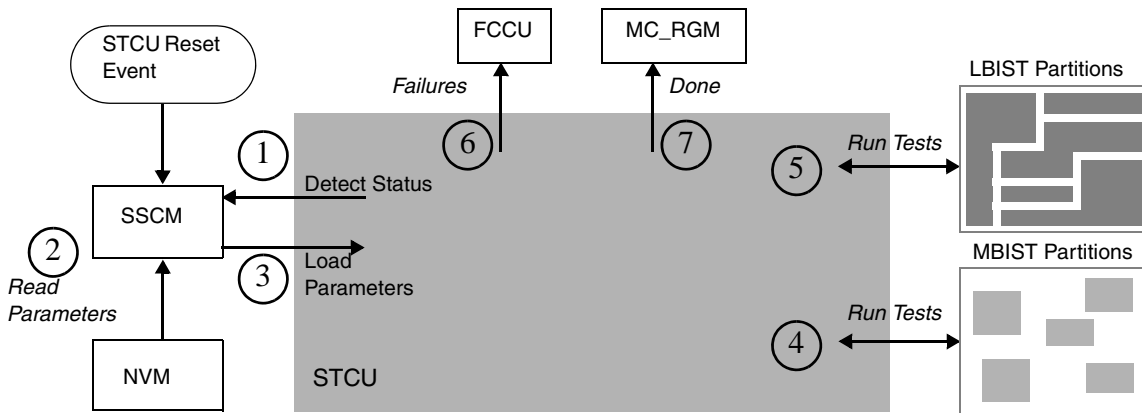 STCU Reset
Event
FCCU
MC_RGM
LBIST Partitions
Failures
Done
6
7
1
Run Tests
5
Detect Status
SSCM
2
Read
Parameters
3
Load
Parameters
MBIST Partitions
Run Tests
4
NVM
STCU